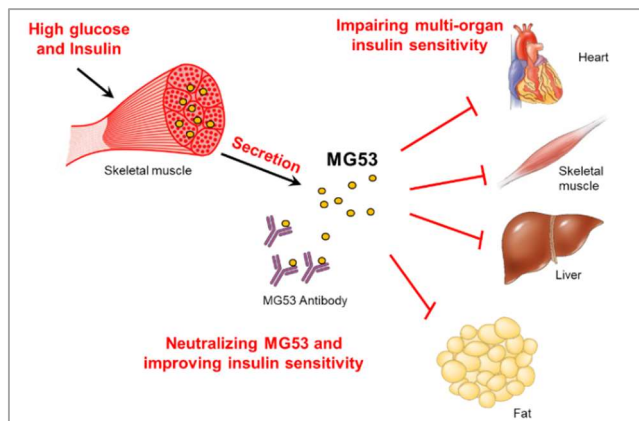 High glucose
and Insulin
Skeletal muscle
Secretion
MG53
MG53 Antibody
Neutralizing MG53 and
improving insulin sensitivity
Impairing multi-organ
insulin sensitivity
Heart
Skeletal
muscle
Liver
Fat